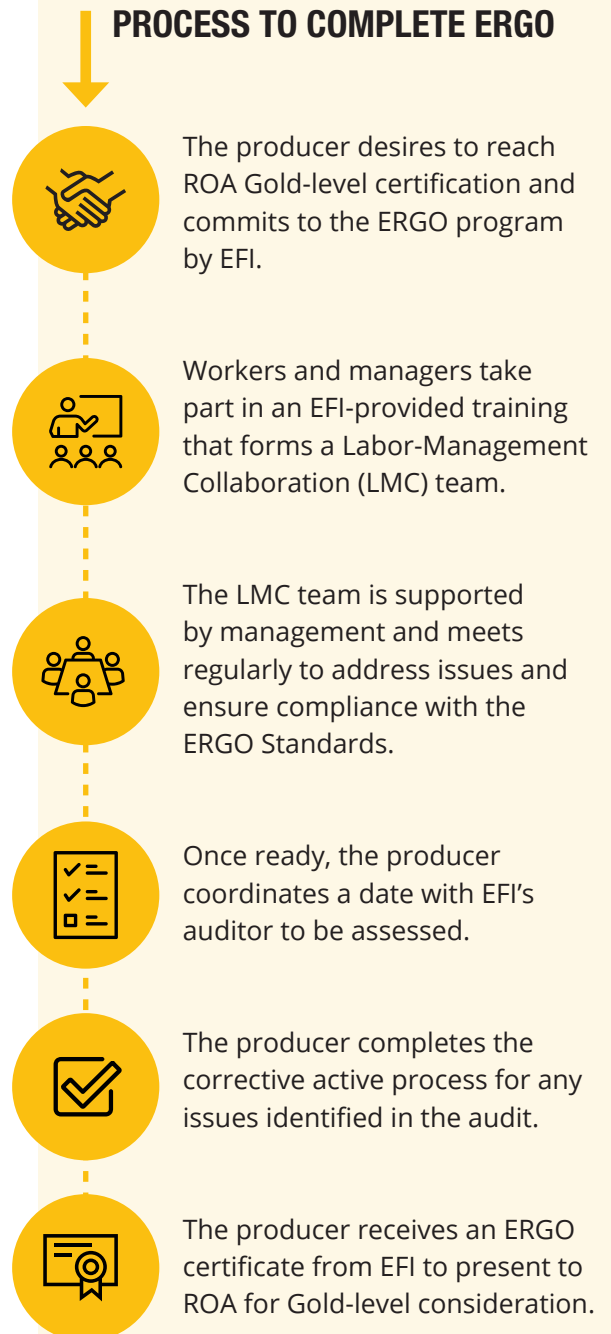 PROCESS TO COMPLETE ERGO
The producer desires to reach
ROA Gold-level certification and
commits to the ERGO program
by EFI.
Workers and managers take
part in an EFI-provided training
that forms a Labor-Management
Collaboration (LMC) team.
The LMC team is supported
by management and meets
regularly to address issues and
ensure compliance with the
ERGO Standards.
Once ready, the producer
coordinates a date with EFI’s
auditor to be assessed.
The producer completes the
corrective active process for any
issues identified in the audit.
The producer receives an ERGO
certificate from EFI to present to
ROA for Gold-level consideration.